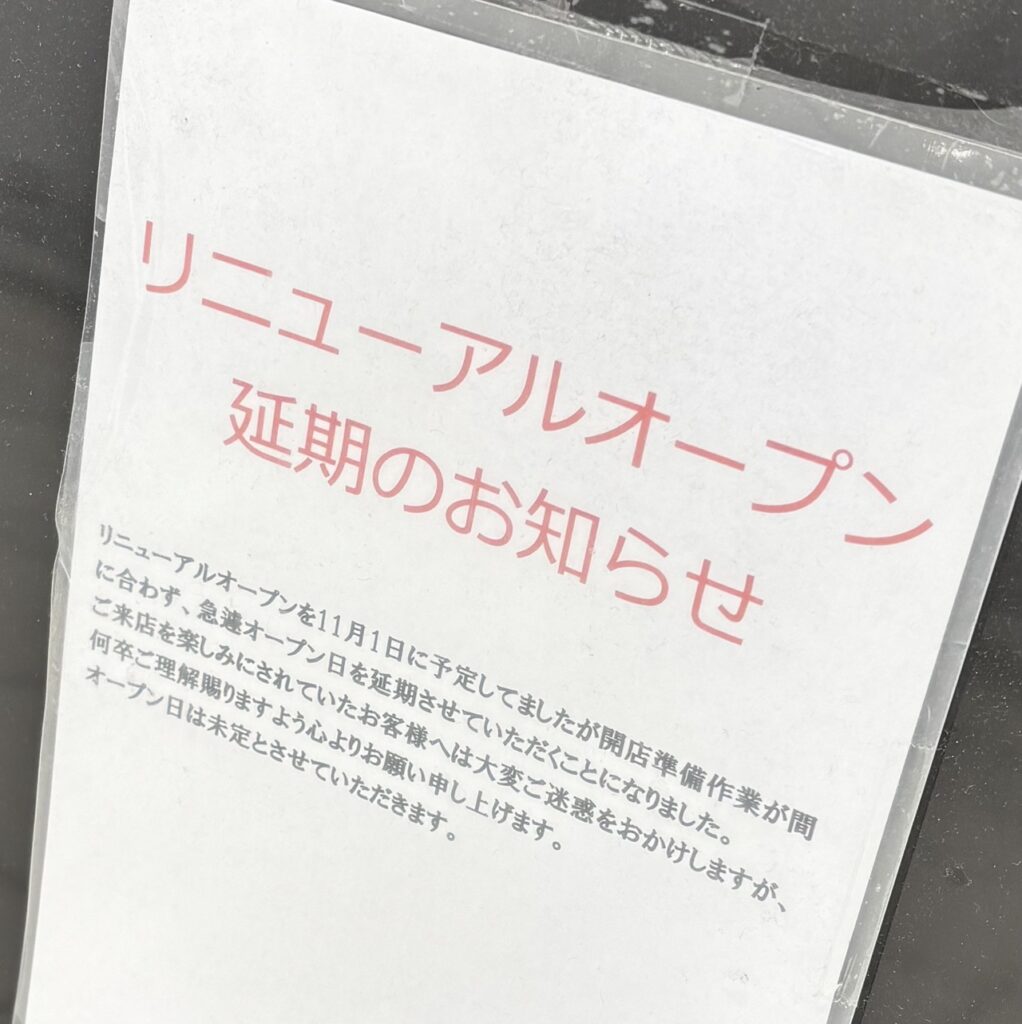 リニューアルオープン
延期のお知らせ
リニューアルオープンを11月1日に予定してましたが開店準備作業が間
に合わず、急遽オープン日を延期させていただくことになりました。
ご来店を楽しみにされていたお客様へは大変ご迷惑をおかけしますが、
何卒ご理解賜りますよう心よりお願い申し上げます。
オープン日は未定とさせていただきます。